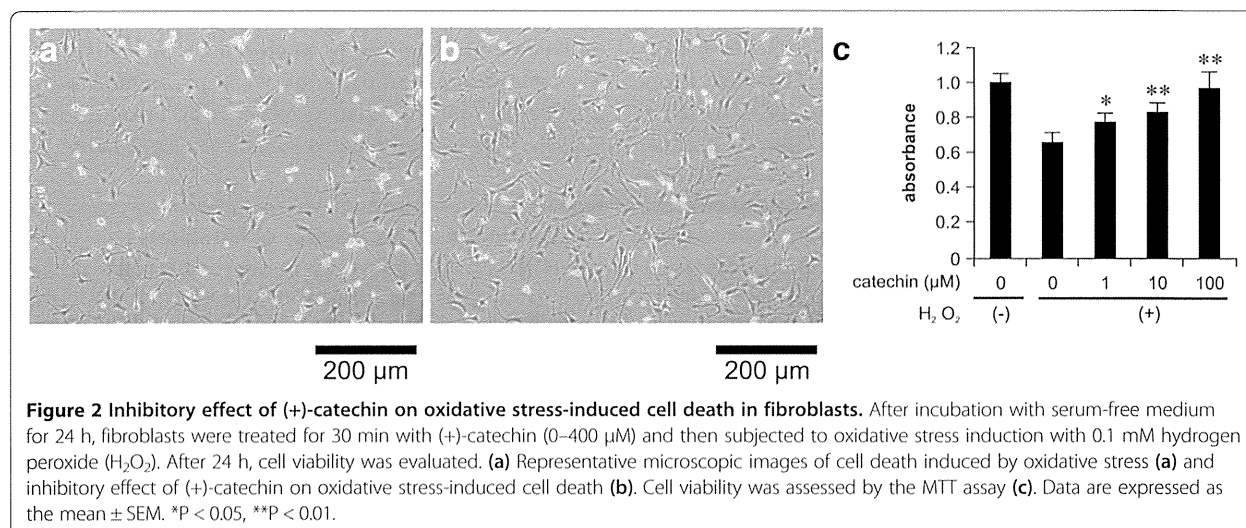 a
b
c
1.2
1.0
0.8
0.6
0.4
0.2
0
absorbance
*
**
**
catechin (µM) 0 0 1 10 100
H₂ O₂ (-) (+)
200 µm
200 µm
Figure 2 Inhibitory effect of (+)-catechin on oxidative stress-induced cell death in fibroblasts. After incubation with serum-free medium
for 24 h, fibroblasts were treated for 30 min with (+)-catechin (0–400 µM) and then subjected to oxidative stress induction with 0.1 mM hydrogen
peroxide (H₂O₂). After 24 h, cell viability was evaluated. (a) Representative microscopic images of cell death induced by oxidative stress (a) and
inhibitory effect of (+)-catechin on oxidative stress-induced cell death (b). Cell viability was assessed by the MTT assay (c). Data are expressed as
the mean ± SEM. *P < 0.05, **P < 0.01.